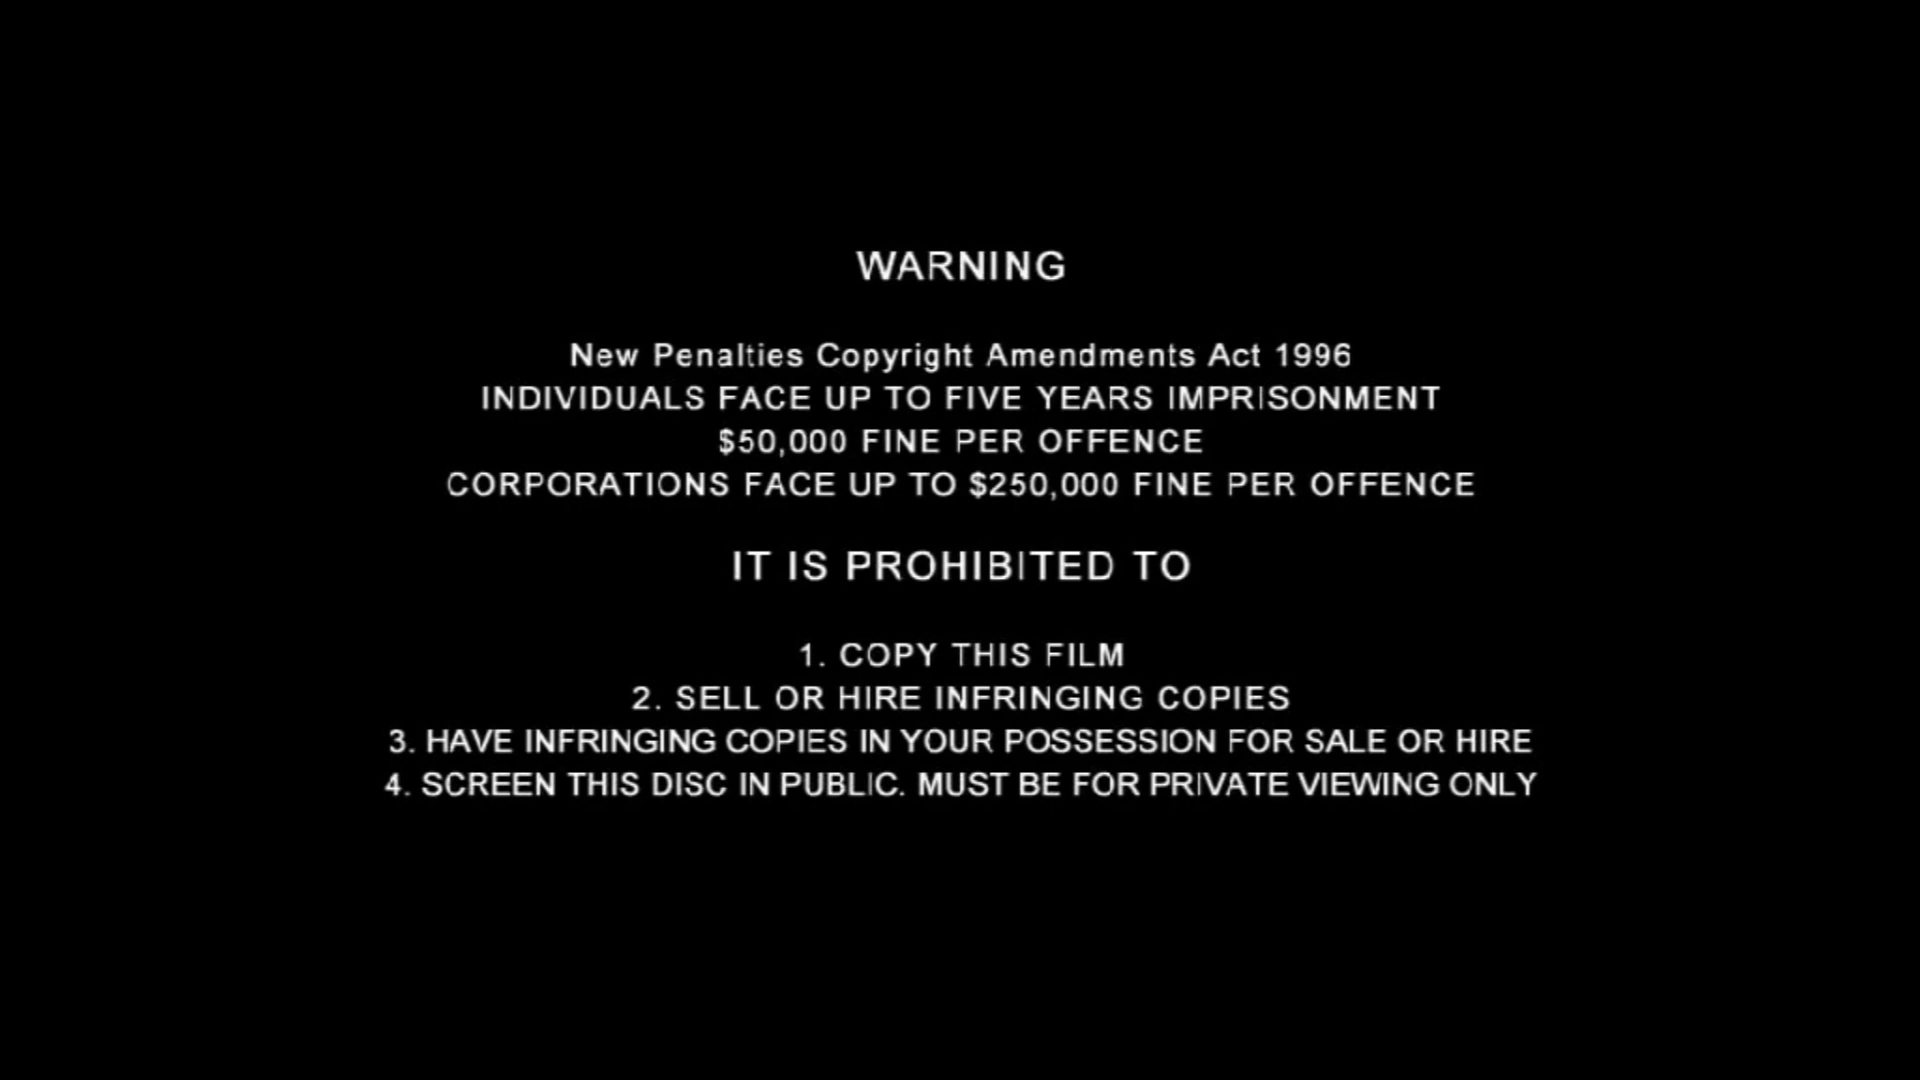 WARNING
New Penalties Copyright Amendments Act 1996
INDIVIDUALS FACE UP TO FIVE YEARS IMPRISONMENT
$50,000 FINE PER OFFENCE
CORPORATIONS FACE UP TO $250,000 FINE PER OFFENCE
IT IS PROHIBITED TO
1. COPY THIS FILM
2. SELL OR HIRE INFRINGING COPIES
3. HAVE INFRINGING COPIES IN YOUR POSSESSION FOR SALE OR HIRE
4. SCREEN THIS DISC IN PUBLIC. MUST BE FOR PRIVATE VIEWING ONLY